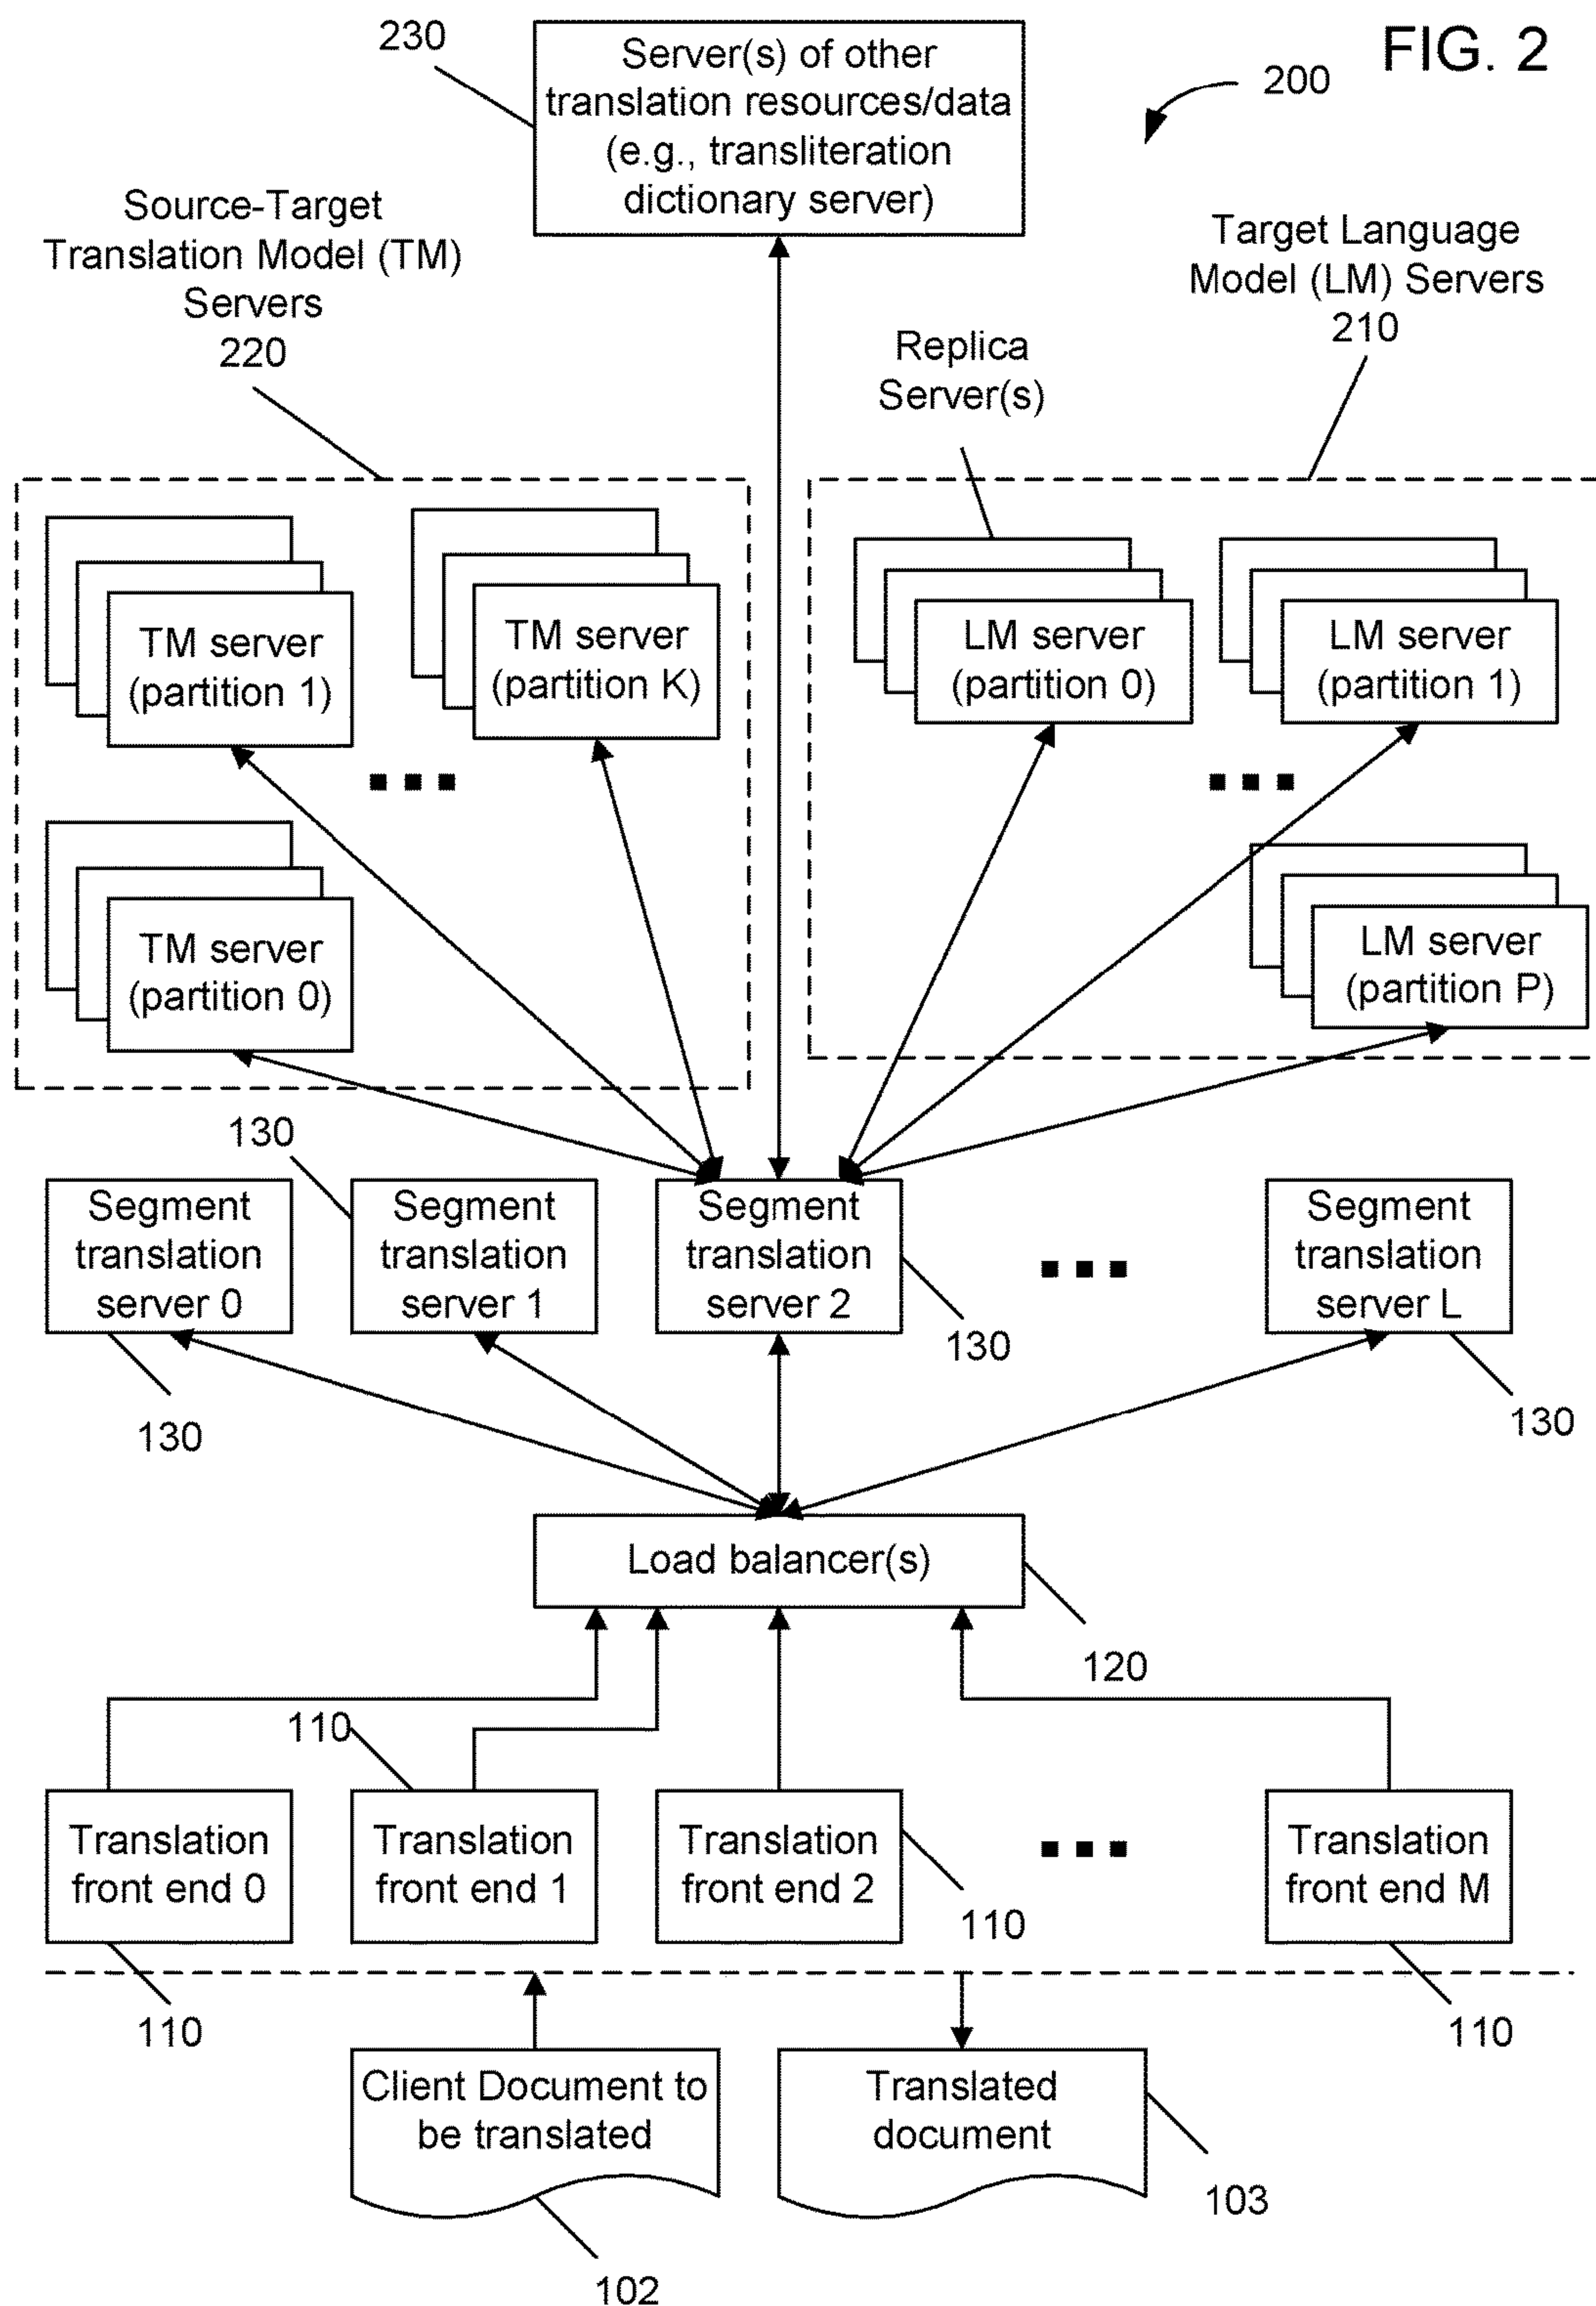 FIG. 2
200
230
Server(s) of other
translation resources/data
(e.g., transliteration
dictionary server)
Source-Target
Translation Model (TM)
Servers
220
Target Language
Model (LM) Servers
210
Replica
Server(s)
TM server
(partition 1)
TM server
(partition K)
LM server
(partition 0)
LM server
(partition 1)
TM server
(partition 0)
LM server
(partition P)
130
Segment
translation
server 0
Segment
translation
server 1
Segment
translation
server 2
Segment
translation
server L
130
130
130
Load balancer(s)
120
110
Translation
front end 0
Translation
front end 1
Translation
front end 2
Translation
front end M
110
110
110
Client Document to
be translated
Translated
document
103
102